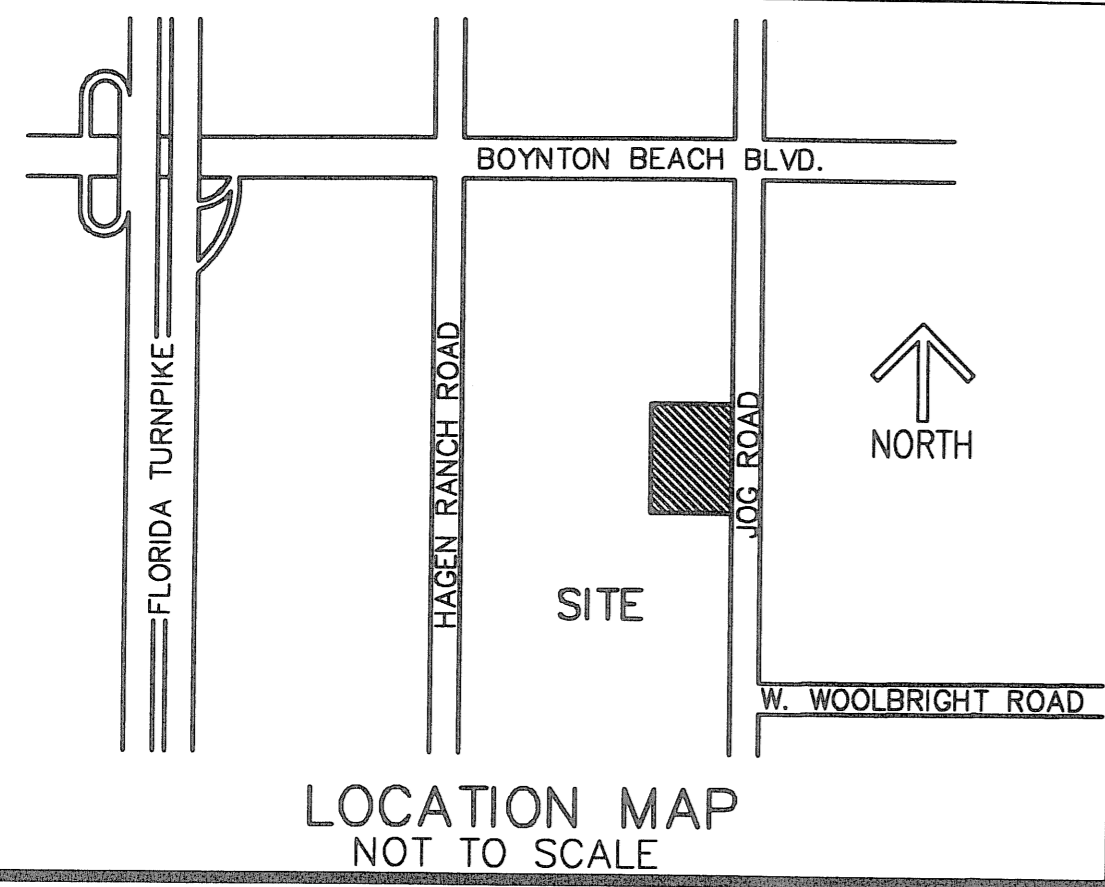 BOYNTON BEACH BLVD.
FLORIDA TURNPIKE
HAGEN RANCH ROAD
JOG ROAD
NORTH
SITE
W. WOOLBRIGHT ROAD
LOCATION MAP
NOT TO SCALE